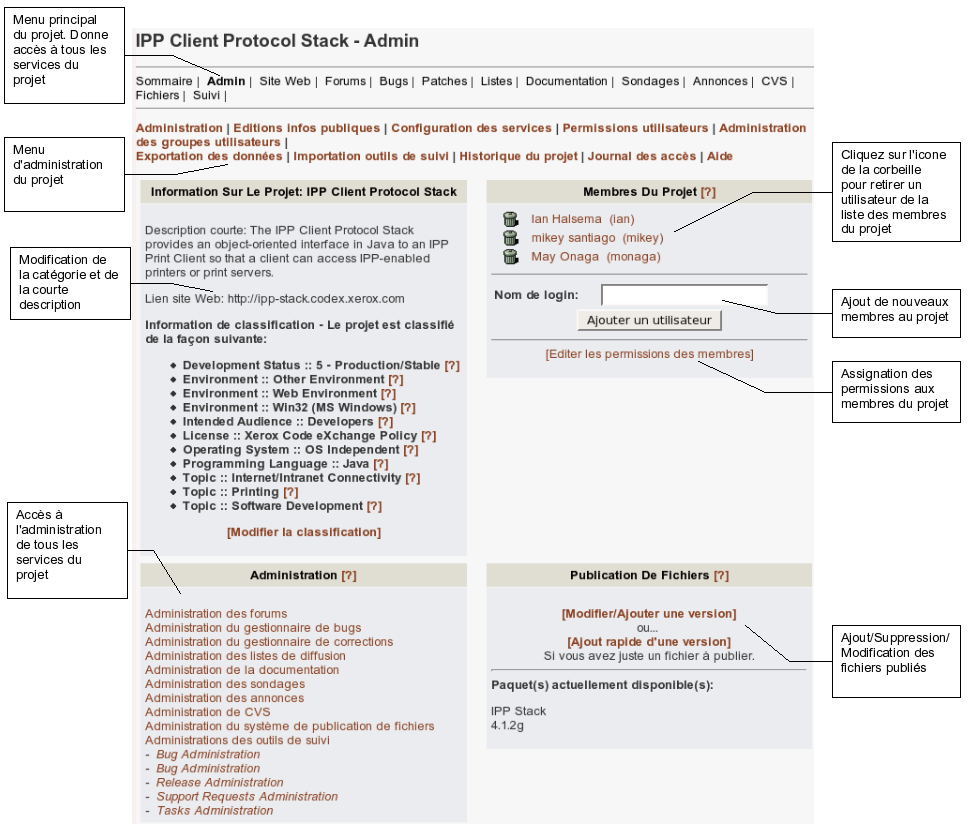 Menu principal
du projet. Donne
accès à tous les
services du
projet
IPP Client Protocol Stack - Admin
Sommaire | Admin | Site Web | Forums | Bugs | Patches | Listes | Documentation | Sondages | Annonces | CVS |
Fichiers | Suivi |
Menu
d'administration
du projet
Administration | Editions infos publiques | Configuration des services | Permissions utilisateurs | Administration
des groupes utilisateurs |
Exportation des données | Importation outils de suivi | Historique du projet | Journal des accès | Aide
Information Sur Le Projet: IPP Client Protocol Stack
Description courte: The IPP Client Protocol Stack
provides an object-oriented interface in Java to an IPP
Print Client so that a client can access IPP-enabled
printers or print servers.
Lien site Web: http://ipp-stack.codex.xerox.com
Modification de
la catégorie et de
la courte
description
Information de classification - Le projet est classifié
de la façon suivante:
Development Status :: 5 - Production/Stable [?]
Environment :: Other Environment [?]
Environment :: Web Environment [?]
Environment :: Win32 (MS Windows) [?]
Intended Audience :: Developers [?]
License :: Xerox Code eXchange Policy [?]
Operating System :: OS Independent [?]
Programming Language :: Java [?]
Topic :: Internet/Intranet Connectivity [?]
Topic :: Printing [?]
Topic :: Software Development [?]
[Modifier la classification]
Membres Du Projet [?]
Ian Halsema (ian)
mikey santiago (mikey)
May Onaga (monaga)
Nom de login:
Ajouter un utilisateur
[Editer les permissions des membres]
Cliquez sur l'icone
de la corbeille
pour retirer un
utilisateur de la
liste des membres
du projet
Ajout de nouveaux
membres au projet
Assignation des
permissions aux
membres du projet
Accès à
l'administration
de tous les
services du
projet
Administration [?]
Administration des forums
Administration du gestionnaire de bugs
Administration du gestionnaire de corrections
Administration des listes de diffusion
Administration de la documentation
Administration des sondages
Administration des annonces
Administration de CVS
Administration du système de publication de fichiers
Administrations des outils de suivi
- Bug Administration
- Bug Administration
- Release Administration
- Support Requests Administration
- Tasks Administration
Publication De Fichiers [?]
[Modifier/Ajouter une version]
ou...
[Ajout rapide d'une version]
Si vous avez juste un fichier à publier.
Paquet(s) actuellement disponible(s):
IPP Stack
4.1.2g
Ajout/Suppression/
Modification des
fichiers publiés